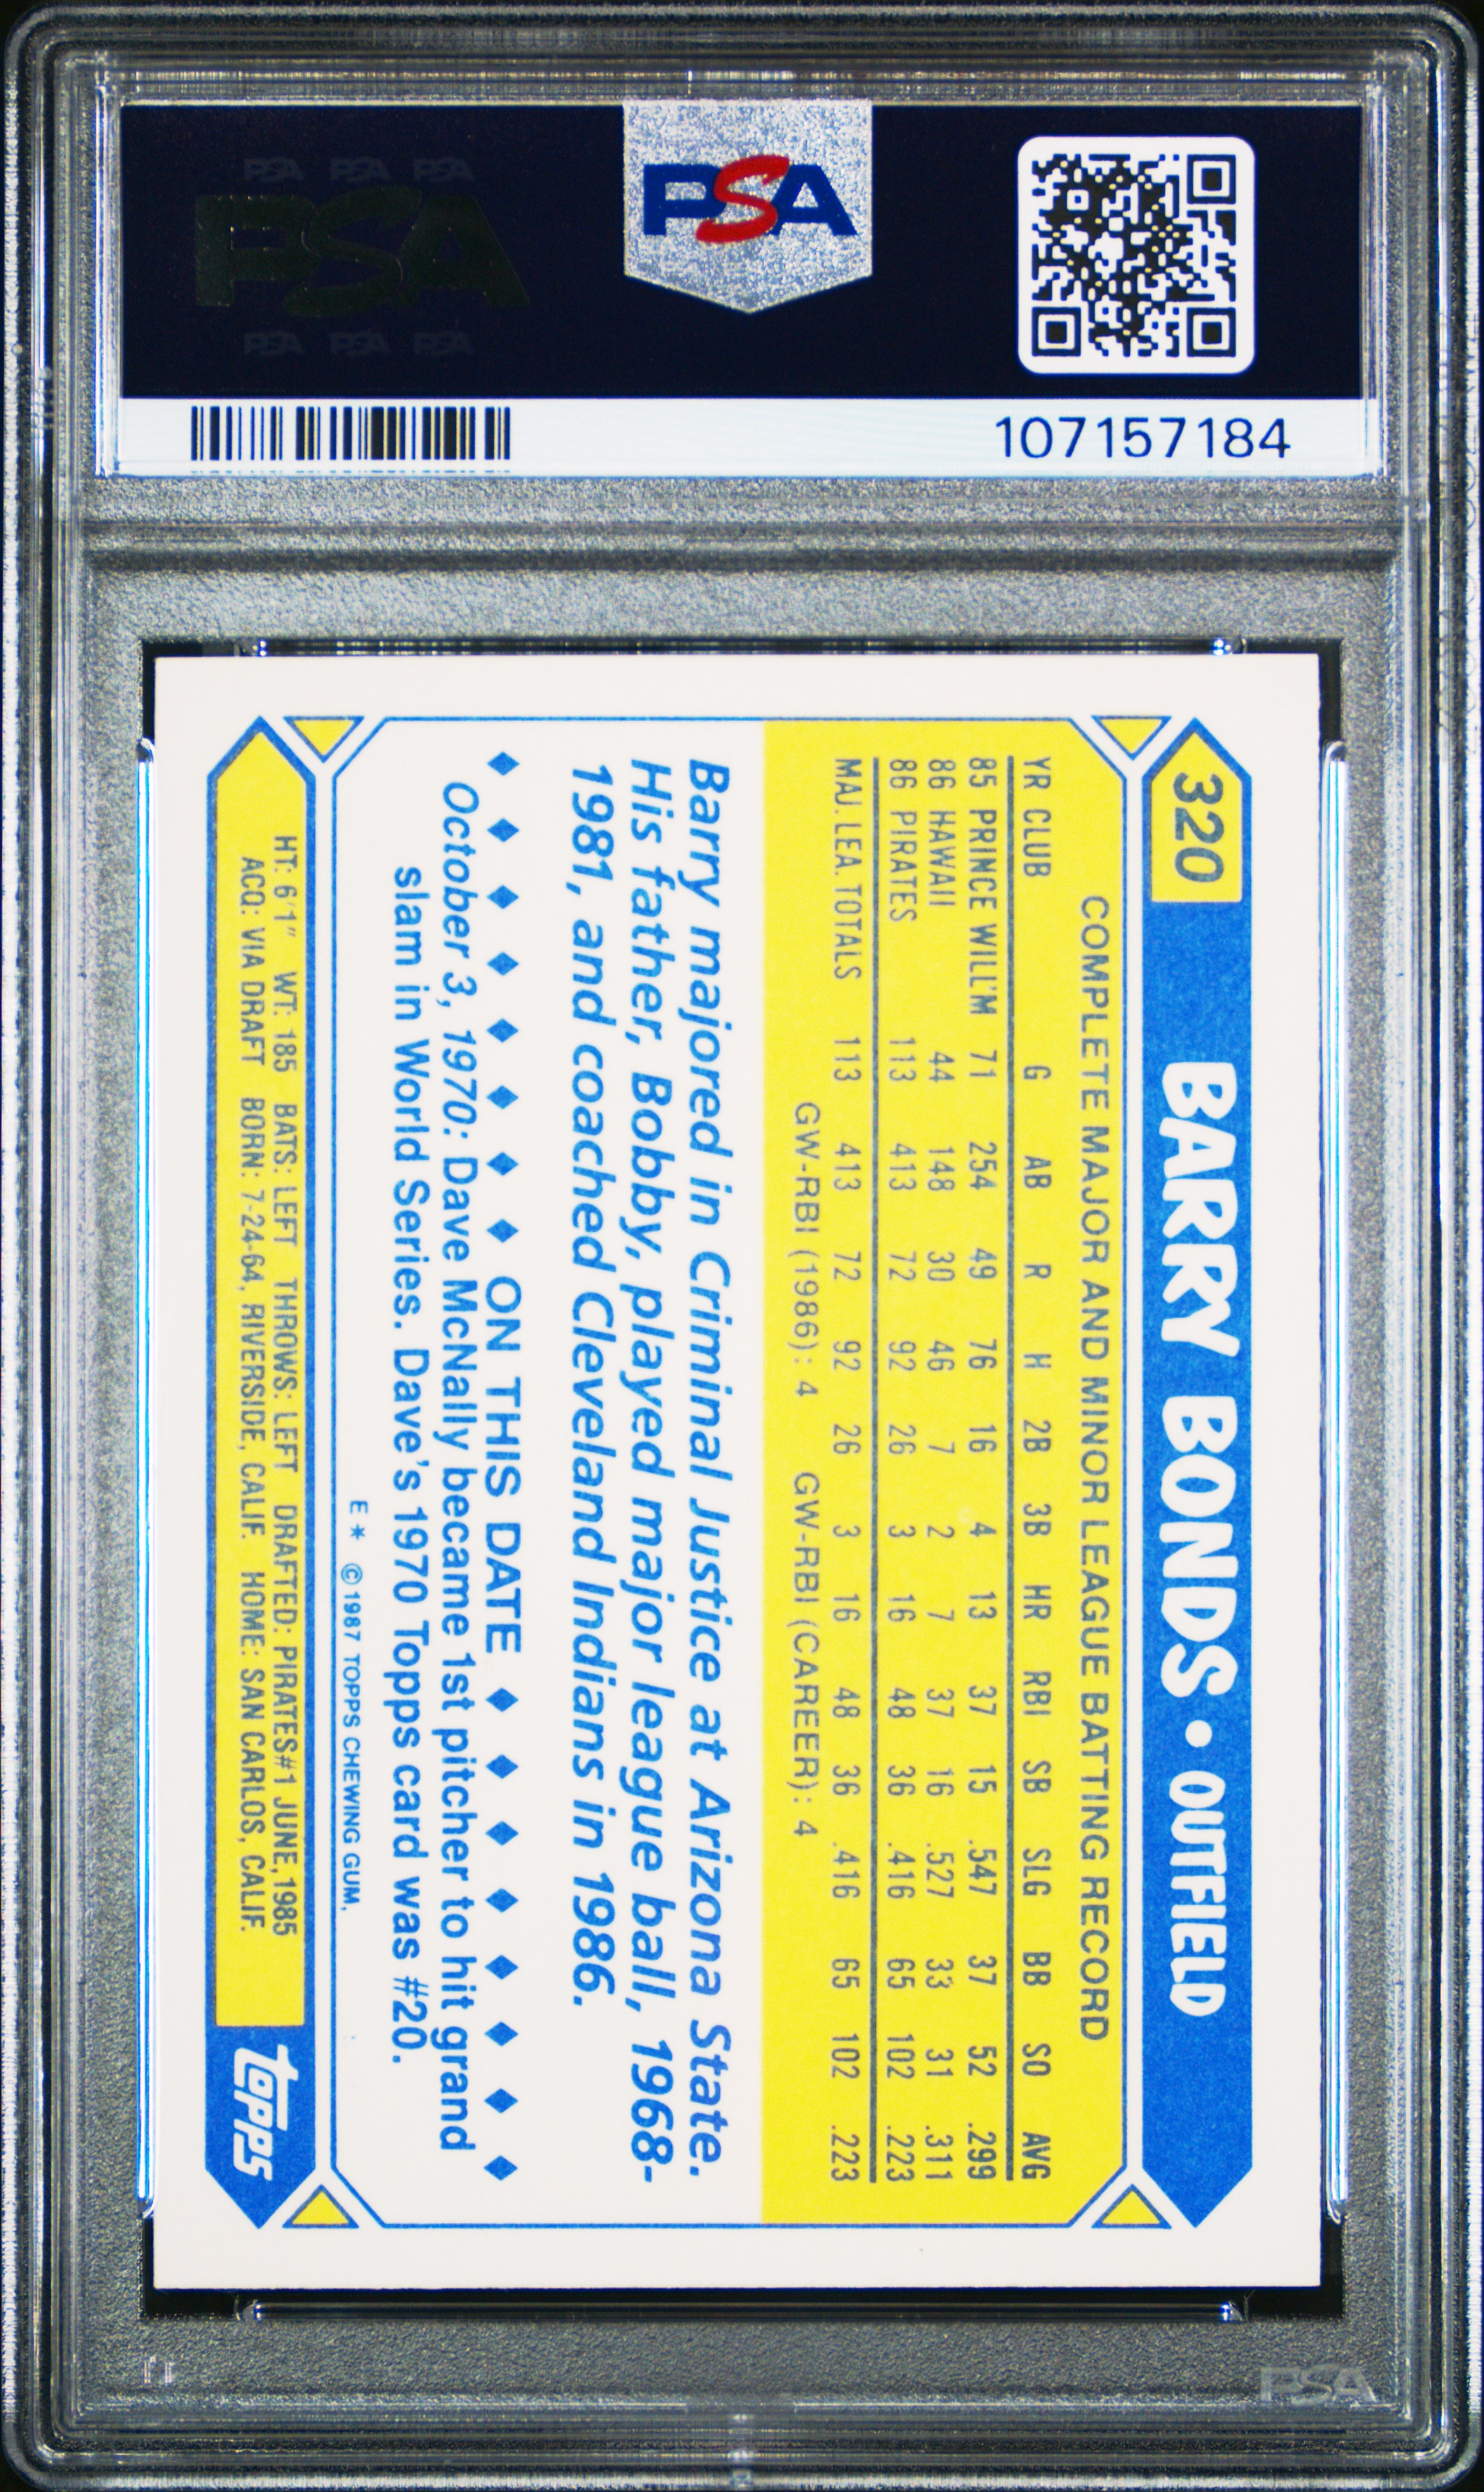 PSA PSA PSA
PSA
PSA PSA PSA
PSA
107157184
320 BARRY BONDS • OUTFIELD
COMPLETE MAJOR AND MINOR LEAGUE BATTING RECORD
YR CLUB G AB R H 2B 3B HR RBI SB SLG BB SO AVG
85 PRINCE WILL'M 71 254 49 76 16 4 13 37 15 .547 37 52 .299
86 HAWAII 44 148 30 46 7 2 7 37 16 .527 33 31 .311
86 PIRATES 113 413 72 92 26 3 16 48 36 .416 65 102 .223
MAJ. LEA. TOTALS 113 413 72 92 26 3 16 48 36 .416 65 102 .223
GW-RBI (1986): 4 GW-RBI (CAREER): 4
Barry majored in Criminal Justice at Arizona State.
His father, Bobby, played major league ball, 1968-
1981, and coached Cleveland Indians in 1986.
ON THIS DATE
October 3, 1970: Dave McNally became 1st pitcher to hit grand
slam in World Series. Dave's 1970 Topps card was #20.
E * © 1987 TOPPS CHEWING GUM,
HT: 6'1" WT: 185 BATS: LEFT THROWS: LEFT DRAFTED: PIRATES#1 JUNE, 1985
ACQ: VIA DRAFT BORN: 7-24-64, RIVERSIDE, CALIF. HOME: SAN CARLOS, CALIF.
topps
PSA